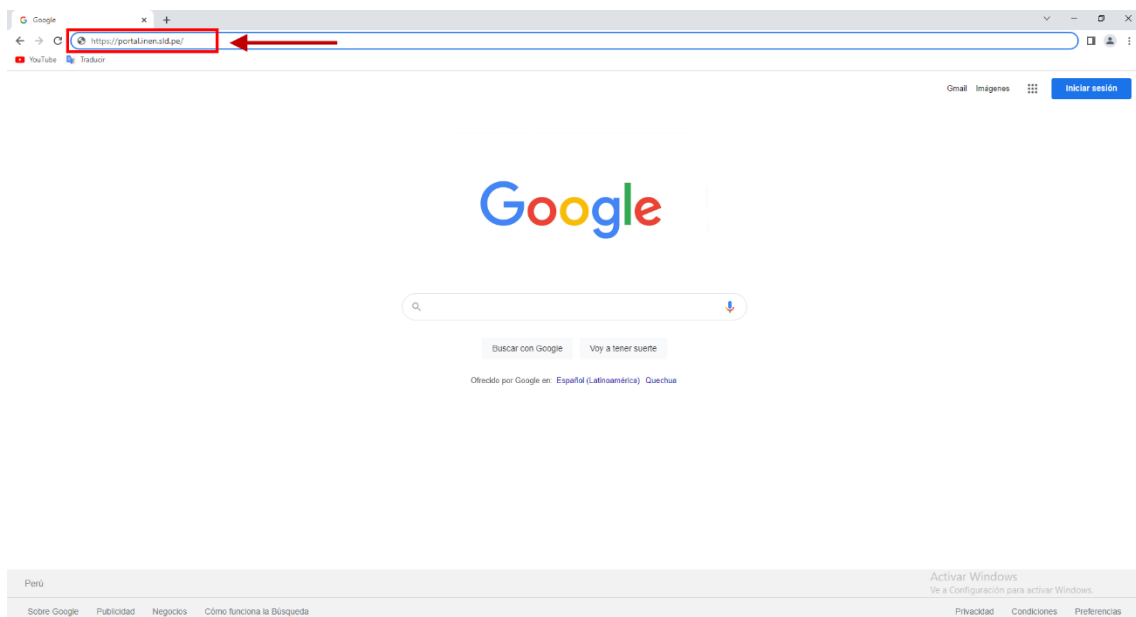 Google
https://portal.inen.sld.pe/
YouTube Traducir
Gmail Imágenes Iniciar sesión
Google
Buscar con Google Voy a tener suerte
Ofrecido por Google en: Español (Latinoamérica) Quechua
Perú
Activar Windows
Ve a Configuración para activar Windows.
Sobre Google Publicidad Negocios Cómo funciona la Búsqueda Privacidad Condiciones Preferencias